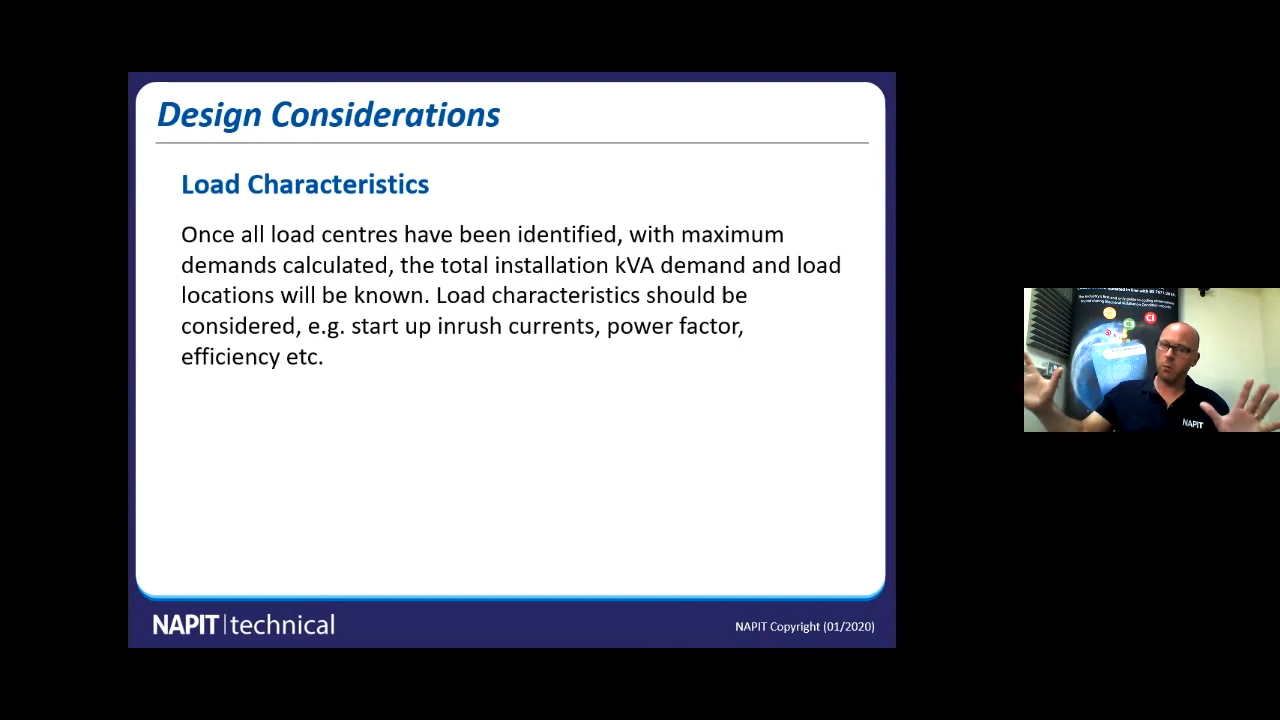 Design Considerations
Load Characteristics
Once all load centres have been identified, with maximum
demands calculated, the total installation kVA demand and load
locations will be known. Load characteristics should be
considered, e.g. start up inrush currents, power factor,
efficiency etc.
NAPIT technical
NAPIT Copyright (01/2020)
C1
NAPIT